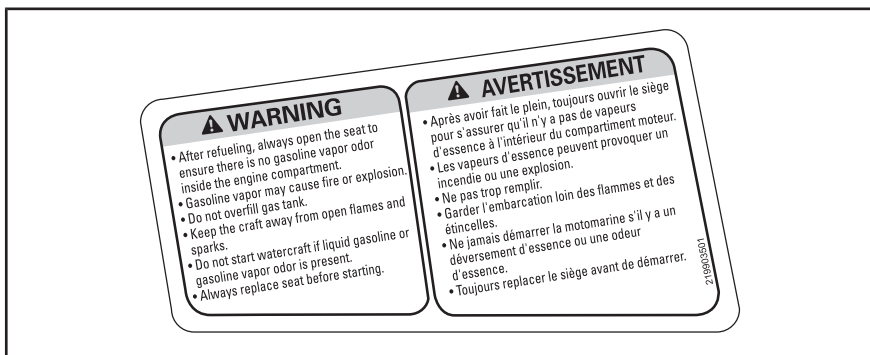 WARNING
• After refueling, always open the seat to
ensure there is no gasoline vapor odor
inside the engine compartment.
• Gasoline vapor may cause fire or explosion.
• Do not overfill gas tank.
• Keep the craft away from open flames and
sparks.
• Do not start watercraft if liquid gasoline or
gasoline vapor odor is present.
• Always replace seat before starting.
AVERTISSEMENT
• Après avoir fait le plein, toujours ouvrir le siège
pour s'assurer qu'il n'y a pas de vapeurs
d'essence à l'intérieur du compartiment moteur.
• Les vapeurs d'essence peuvent provoquer un
incendie ou une explosion.
• Ne pas trop remplir.
• Garder l'embarcation loin des flammes et des
étincelles.
• Ne jamais démarrer la motomarine s'il y a un
déversement d'essence ou une odeur
d'essence.
• Toujours replacer le siège avant de démarrer.
219903501